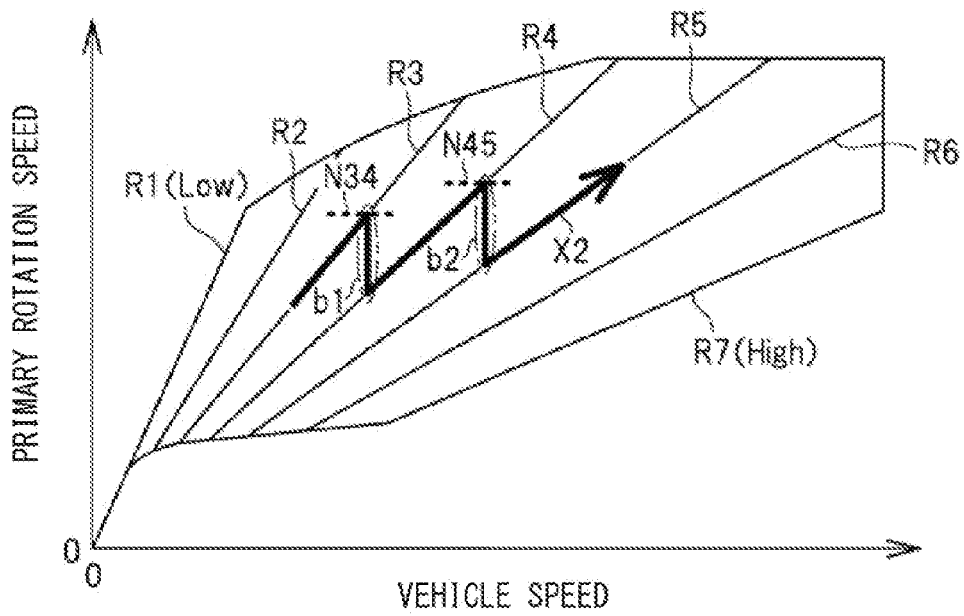 R5
R4
R3
R2
N45
N34
R6
R1(Low)
X2
b2
b1
R7(High)
PRIMARY ROTATION SPEED
0
0
VEHICLE SPEED